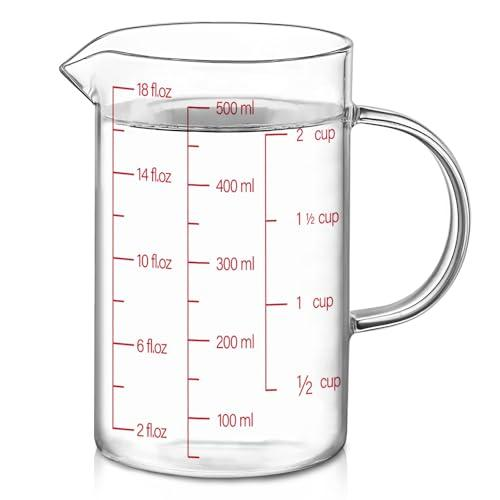 18 fl.oz
14 fl.oz
10 fl.oz
6 fl.oz
2 fl.oz
500 ml
400 ml
300 ml
200 ml
100 ml
2 cup
1 ½ cup
1 cup
½ cup